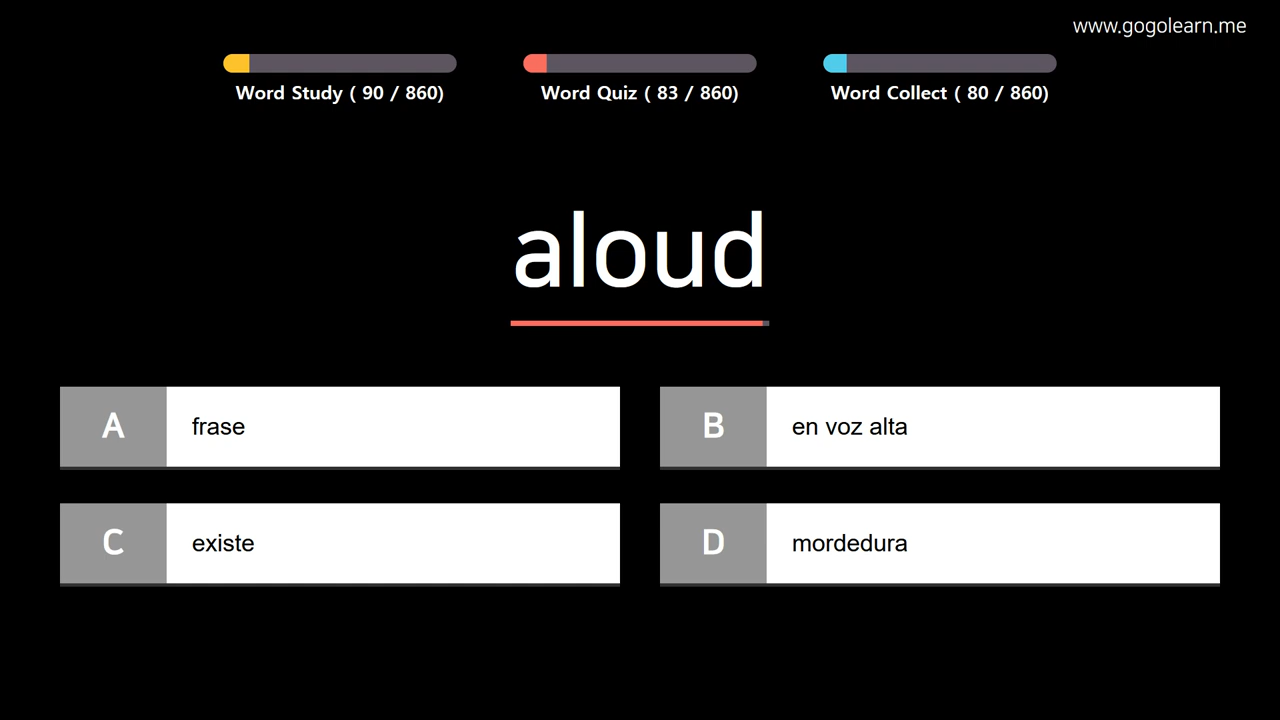 www.gogolearn.me
Word Study ( 90 / 860)
Word Quiz ( 83 / 860)
Word Collect ( 80 / 860)
aloud
A frase
B en voz alta
C existe
D mordedura